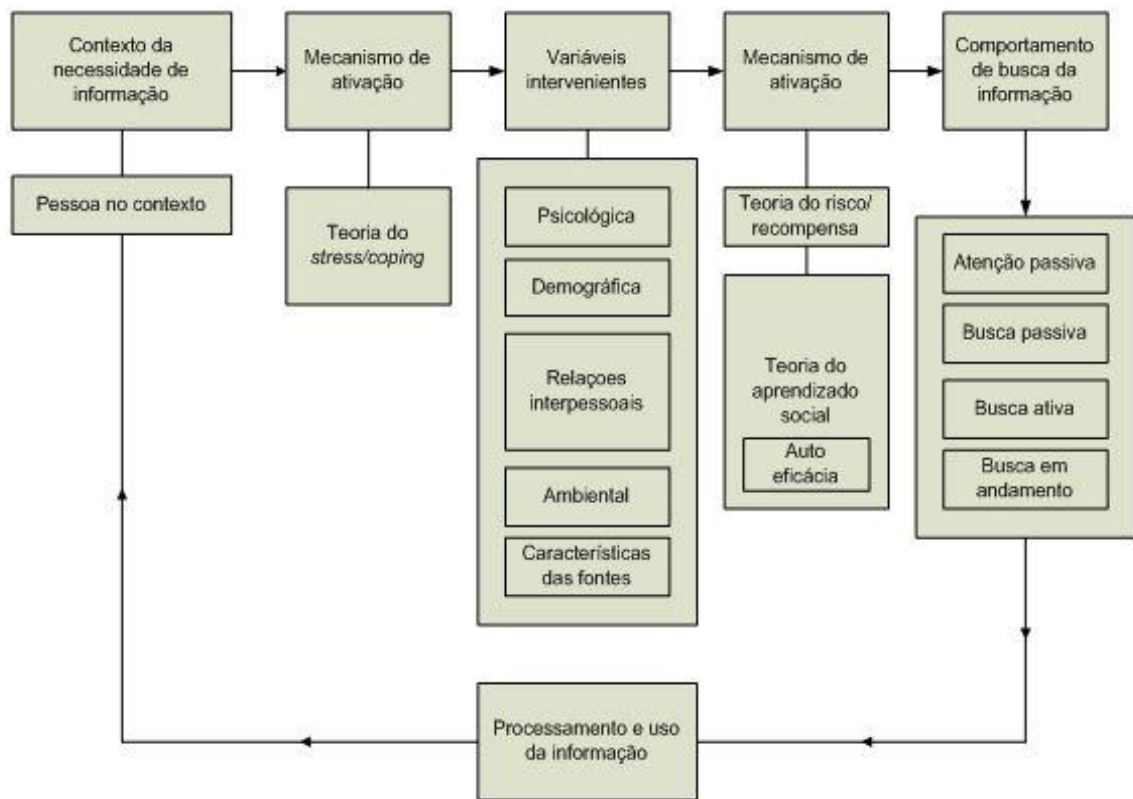 Contexto da
necessidade de
informação
Mecanismo de
ativação
Variáveis
intervenientes
Mecanismo de
ativação
Comportamento
de busca da
informação
Pessoa no contexto
Teoria do
stress/coping
Psicológica
Demográfica
Relaçoes
interpessoais
Ambiental
Características
das fontes
Teoria do risco/
recompensa
Teoria do
aprendizado
social
Auto
eficácia
Atenção passiva
Busca passiva
Busca ativa
Busca em
andamento
Processamento e uso
da informação